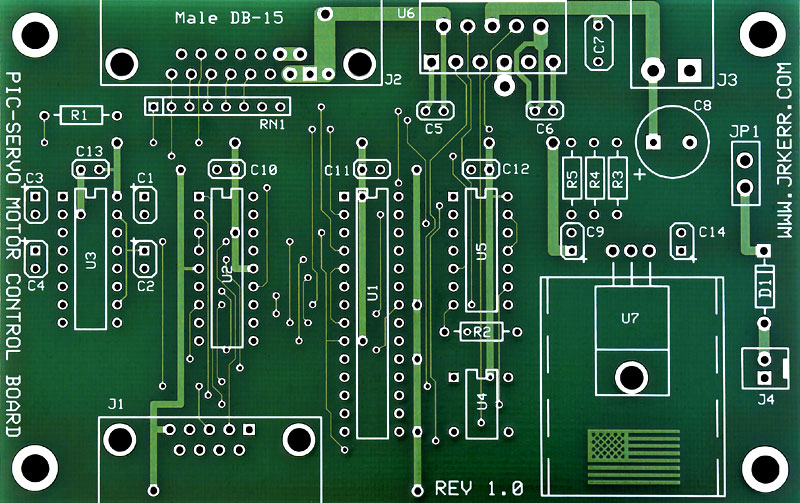 Male DB-15
U6
C7
J2
J3
C8
R1
RN1
C5
C6
JP1
C13
C10
C11
C12
R5
R4
R3
+
C3
C1
C9
C14
U3
U2
U1
U5
C4
C2
R2
U7
D1
J1
U4
J4
REV 1.0
PIC-SERVO MOTOR CONTROL BOARD
WWW.JRKERR.COM